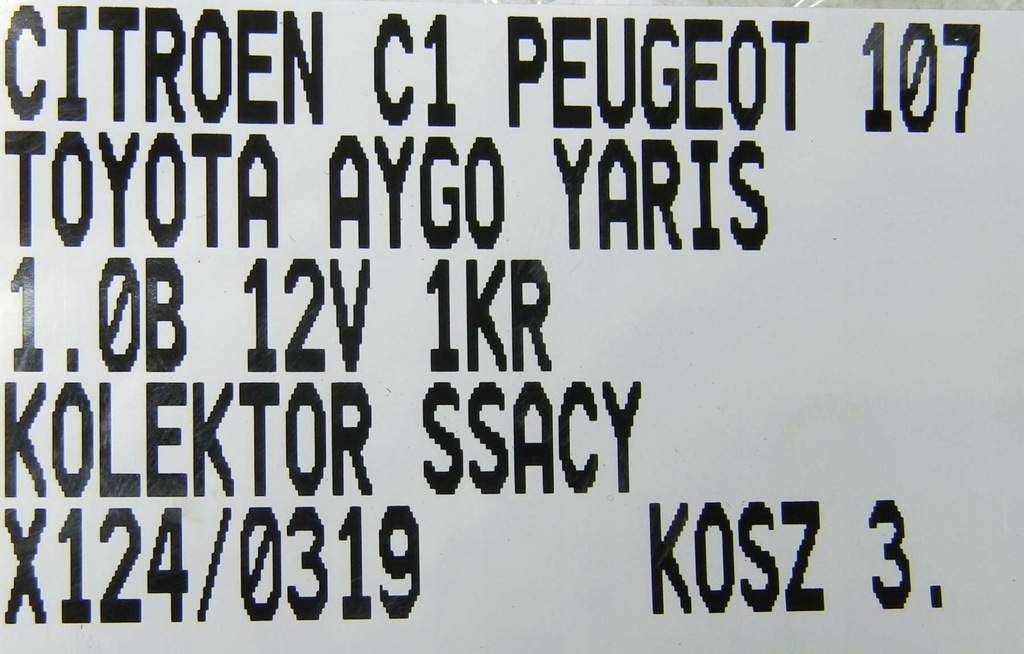 CITROEN C1 PEUGEOT 107
TOYOTA AYGO YARIS
1.0B 12V 1KR
KOLEKTOR SSACY
X124/0319 KOSZ 3.